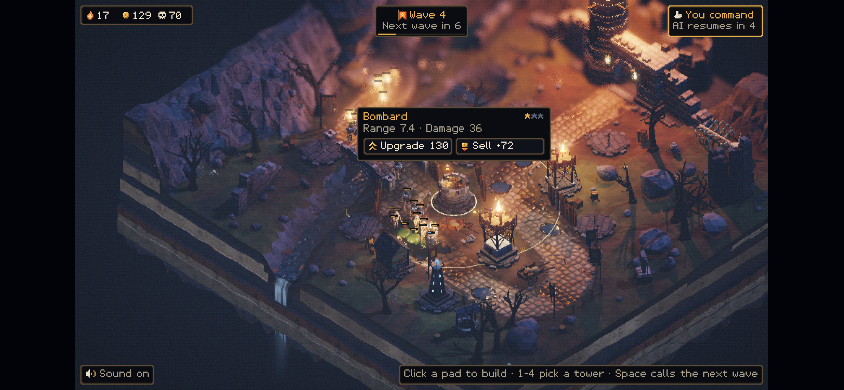 17 129 70
Wave 4
Next wave in 6
You command
AI resumes in 4
Bombard
Range 7.4 · Damage 36
Upgrade 130 Sell +72
Sound on
Click a pad to build · 1-4 pick a tower · Space calls the next wave